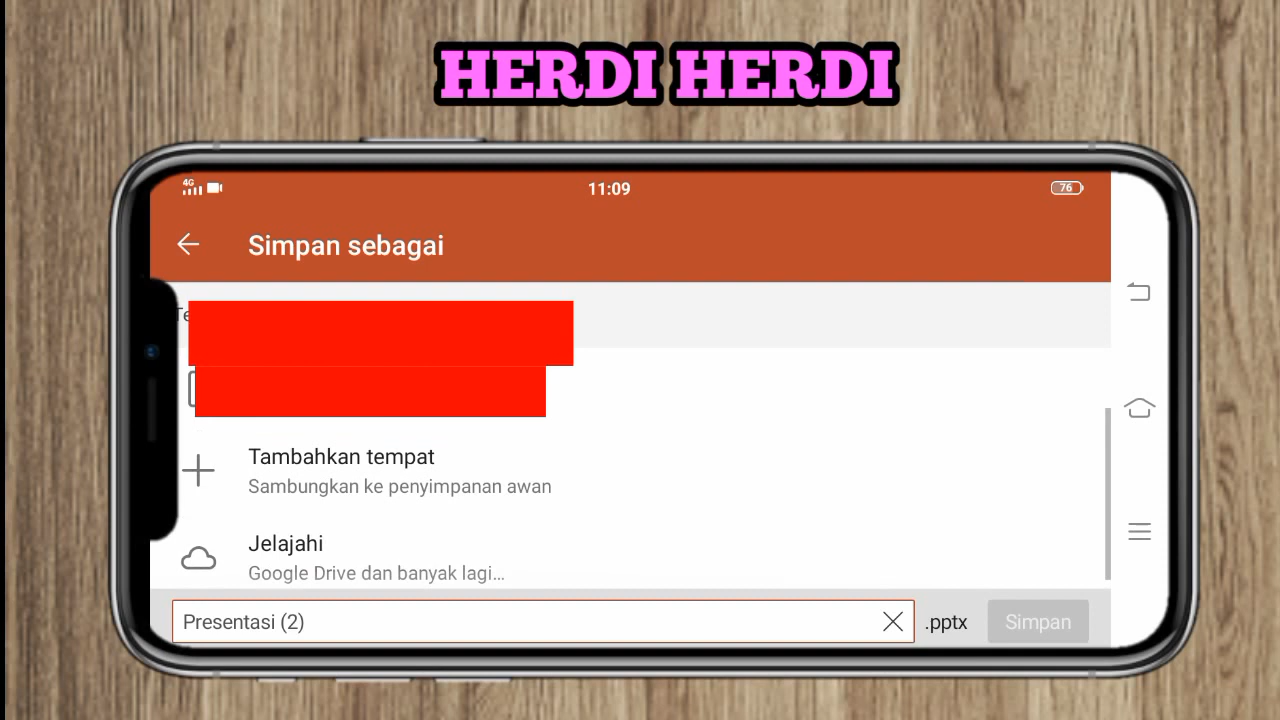 HERDI HERDI
4G
11:09
76
Simpan sebagai
Te
Tambahkan tempat
Sambungkan ke penyimpanan awan
Jelajahi
Google Drive dan banyak lagi...
Presentasi (2)
.pptx
Simpan